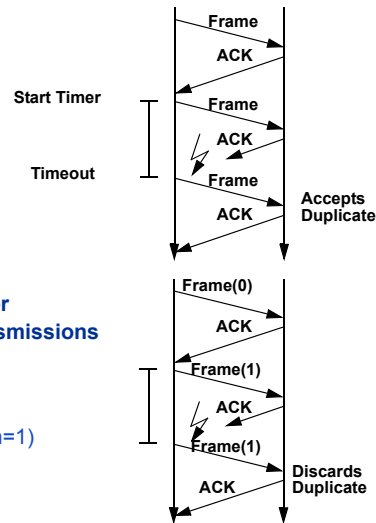 Frame
ACK
Start Timer
Frame
ACK
Timeout
Frame
ACK
Accepts
Duplicate
Frame(0)
ACK
Frame(1)
ACK
=1)
Frame(1)
Discards
Duplicate
ACK